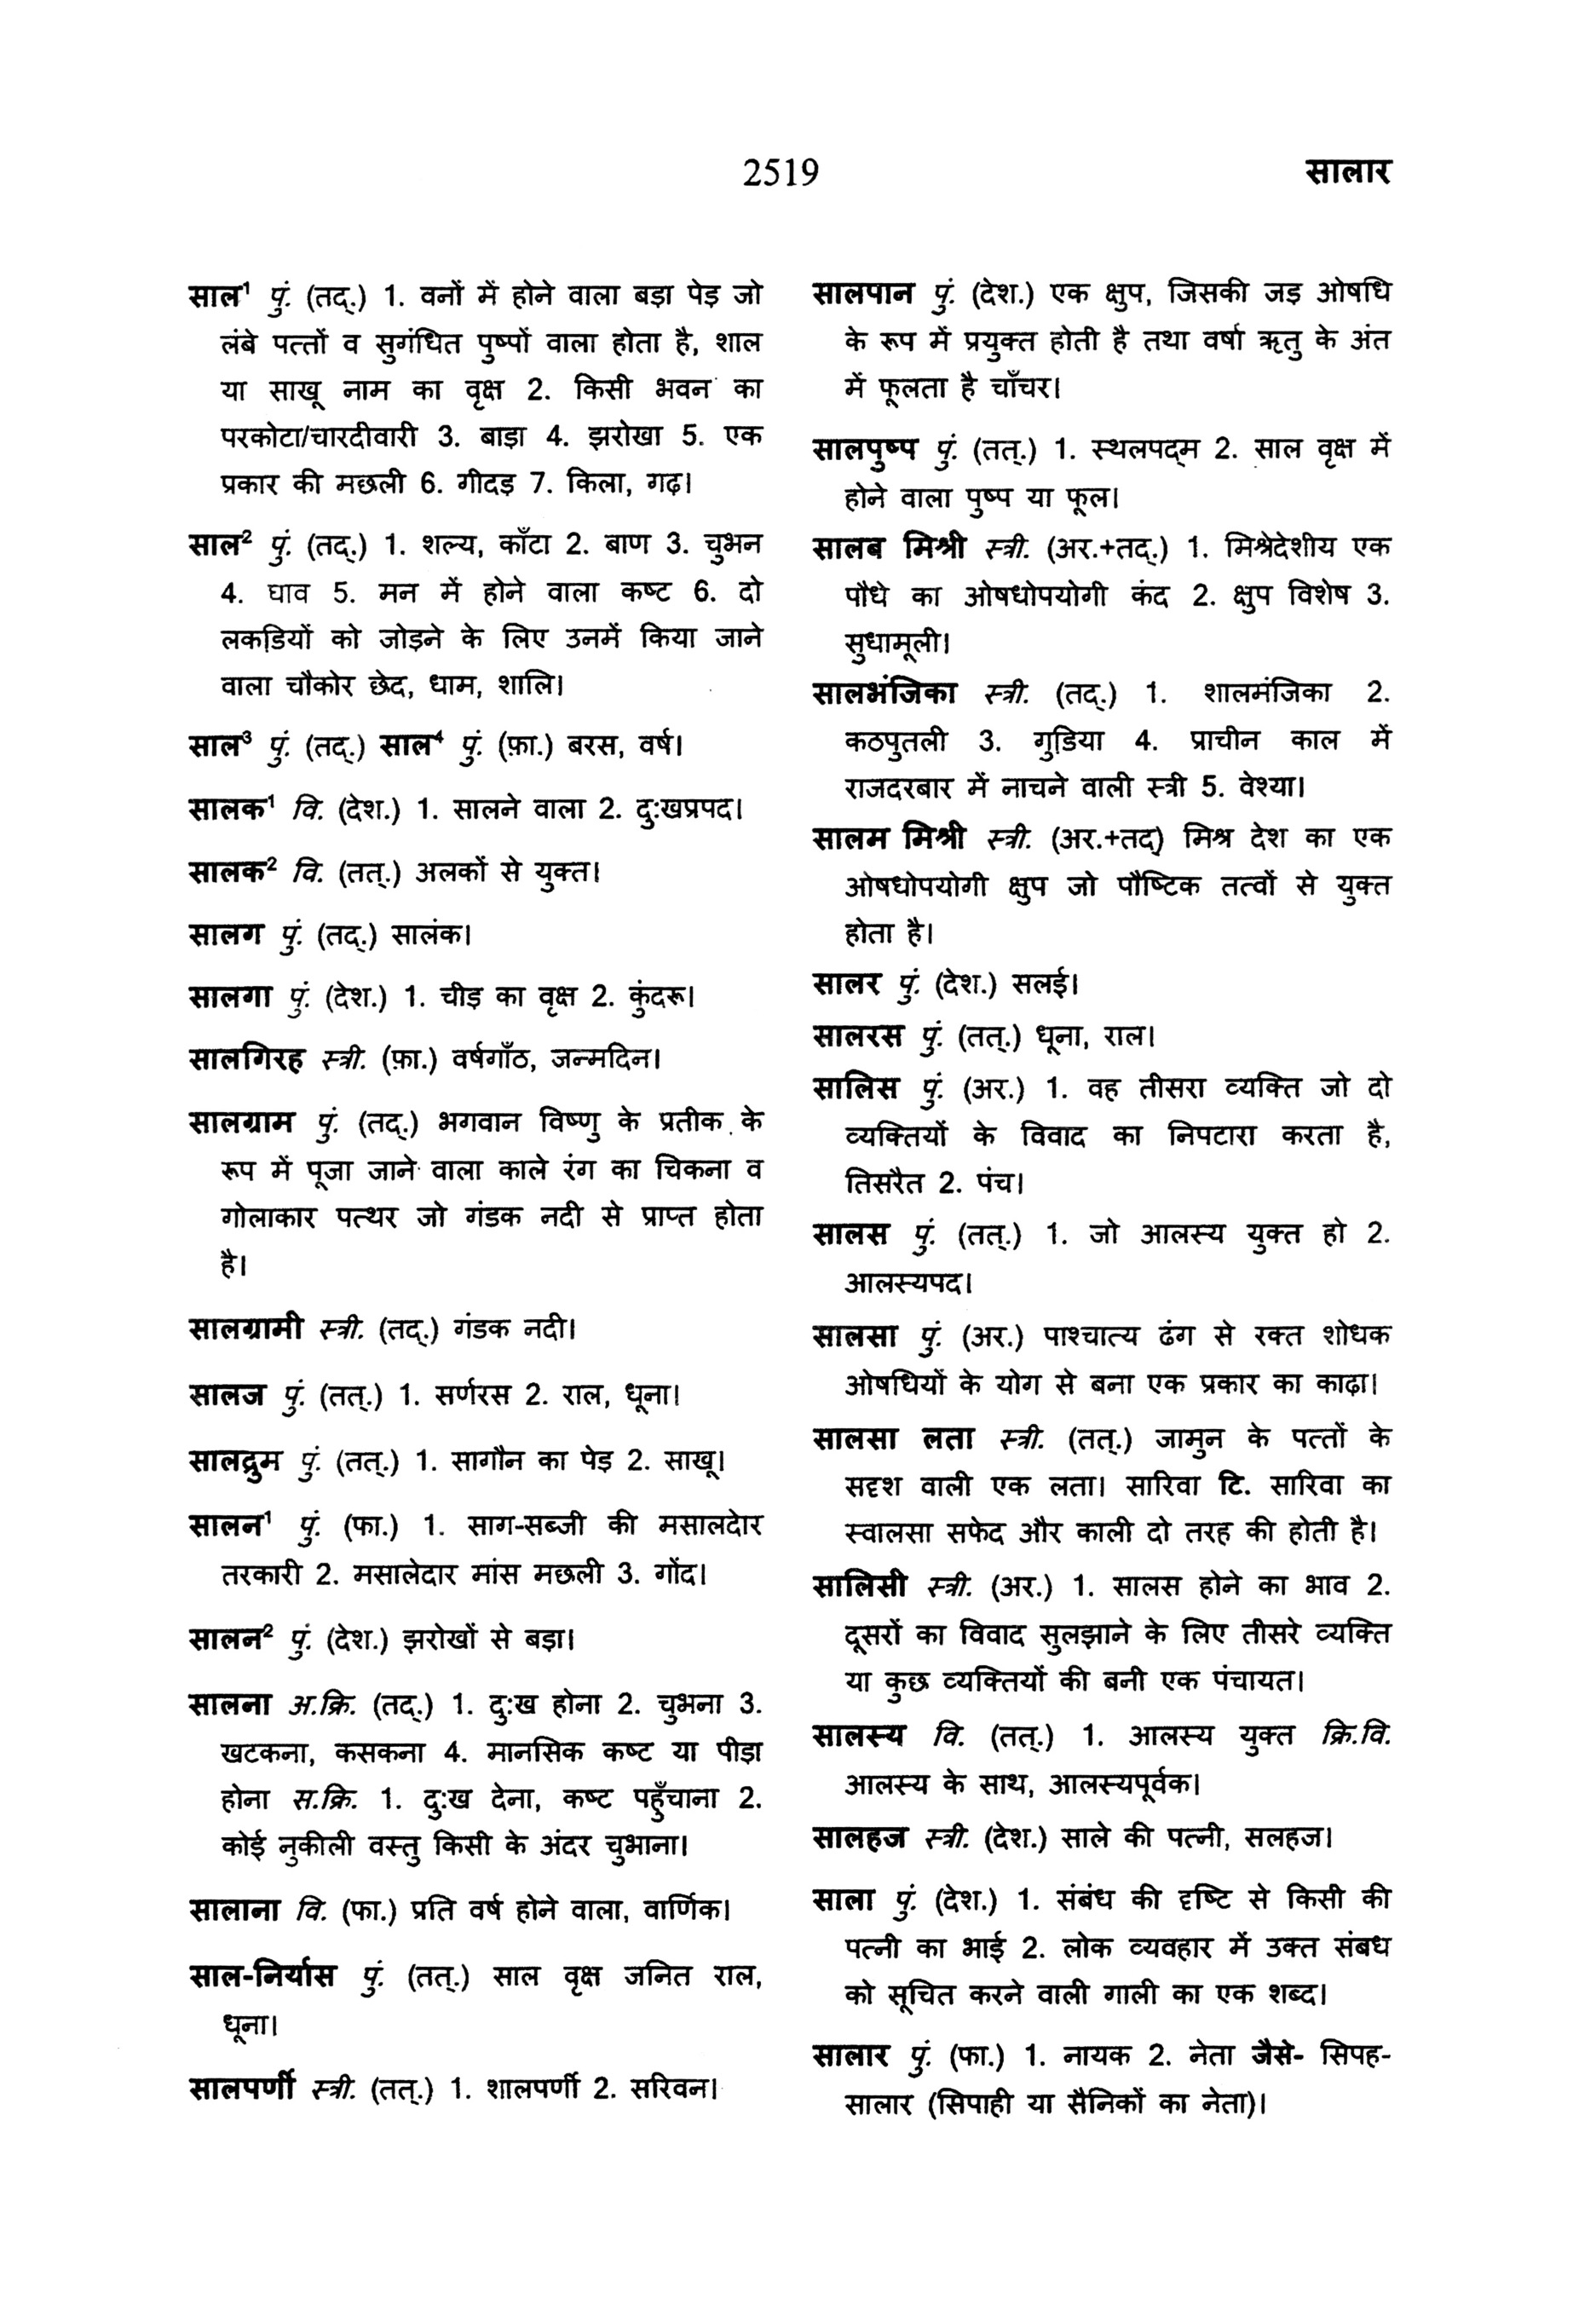 2519
सालार
साल¹ पुं. (तद्.) 1. वनों में होने वाला बड़ा पेड़ जो
लंबे पत्तों व सुगंधित पुष्पों वाला होता है, शाल
या साखू नाम का वृक्ष 2. किसी भवन का
परकोटा/चारदीवारी 3. बाड़ा 4. झरोखा 5. एक
प्रकार की मछली 6. गीदड़ 7. किला, गढ़।
साल² पुं. (तद्.) 1. शल्य, काँटा 2. बाण 3. चुभन
4. घाव 5. मन में होने वाला कष्ट 6. दो
लकडि़यों को जोड़ने के लिए उनमें किया जाने
वाला चौकोर छेद, धाम, शालि।
साल³ पुं. (तद्.) साल⁴ पुं. (फ़ा.) बरस, वर्ष।
सालक¹ वि. (देश.) 1. सालने वाला 2. दु:खप्रपद।
सालक² वि. (तत्.) अलकों से युक्त।
सालग पुं. (तद्.) सालंक।
सालगा पुं. (देश.) 1. चीड़ का वृक्ष 2. कुंदरू।
सालगिरह स्त्री. (फ़ा.) वर्षगाँठ, जन्मदिन।
सालग्राम पुं. (तद्.) भगवान विष्णु के प्रतीक के
रूप में पूजा जाने वाला काले रंग का चिकना व
गोलाकार पत्थर जो गंडक नदी से प्राप्त होता
है।
सालग्रामी स्त्री. (तद्.) गंडक नदी।
सालज पुं. (तत्.) 1. सर्णरस 2. राल, धूना।
सालद्रुम पुं. (तत्.) 1. सागौन का पेड़ 2. साखू।
सालन¹ पुं. (फा.) 1. साग-सब्जी की मसालदेार
तरकारी 2. मसालेदार मांस मछली 3. गोंद।
सालन² पुं. (देश.) झरोखों से बड़ा।
सालना अ.क्रि. (तद्.) 1. दु:ख होना 2. चुभना 3.
खटकना, कसकना 4. मानसिक कष्ट या पीड़ा
होना स.क्रि. 1. दु:ख देना, कष्ट पहुँचाना 2.
कोई नुकीली वस्तु किसी के अंदर चुभाना।
सालाना वि. (फा.) प्रति वर्ष होने वाला, वार्णिक।
साल-निर्यास पुं. (तत्.) साल वृक्ष जनित राल,
धूना।
सालपर्णी स्त्री. (तत्.) 1. शालपर्णी 2. सरिवन।
सालपान पुं. (देश.) एक क्षुप, जिसकी जड़ ओषधि
के रूप में प्रयुक्त होती है तथा वर्षा ऋतु के अंत
में फूलता है चाँचर।
सालपुष्प पुं. (तत्.) 1. स्थलपद्म 2. साल वृक्ष में
होने वाला पुष्प या फूल।
सालब मिश्री स्त्री. (अर.+तद्.) 1. मिश्रेदेशीय एक
पौधे का ओषधोपयोगी कंद 2. क्षुप विशेष 3.
सुधामूली।
सालभंजिका स्त्री. (तद्.) 1. शालमंजिका 2.
कठपुतली 3. गुडि़या 4. प्राचीन काल में
राजदरबार में नाचने वाली स्त्री 5. वेश्या।
सालम मिश्री स्त्री. (अर.+तद्) मिश्र देश का एक
ओषधोपयोगी क्षुप जो पौष्टिक तत्वों से युक्त
होता है।
सालर पुं. (देश.) सलई।
सालरस पुं. (तत्.) धूना, राल।
सालिस पुं. (अर.) 1. वह तीसरा व्यक्ति जो दो
व्यक्तियों के विवाद का निपटारा करता है,
तिसरैत 2. पंच।
सालस पुं. (तत्.) 1. जो आलस्य युक्त हो 2.
आलस्यपद।
सालसा पुं. (अर.) पाश्चात्य ढंग से रक्त शोधक
ओषधियों के योग से बना एक प्रकार का काढ़ा।
सालसा लता स्त्री. (तत्.) जामुन के पत्तों के
सदृश वाली एक लता। सारिवा टि. सारिवा का
स्वालसा सफेद और काली दो तरह की होती है।
सालिसी स्त्री. (अर.) 1. सालस होने का भाव 2.
दूसरों का विवाद सुलझाने के लिए तीसरे व्यक्ति
या कुछ व्यक्तियों की बनी एक पंचायत।
सालस्य वि. (तत्.) 1. आलस्य युक्त क्रि.वि.
आलस्य के साथ, आलस्यपूर्वक।
सालहज स्त्री. (देश.) साले की पत्नी, सलहज।
साला पुं. (देश.) 1. संबंध की दृष्टि से किसी की
पत्नी का भाई 2. लोक व्यवहार में उक्त संबध
को सूचित करने वाली गाली का एक शब्द।
सालार पुं. (फा.) 1. नायक 2. नेता जैसे- सिपह-
सालार (सिपाही या सैनिकों का नेता)।